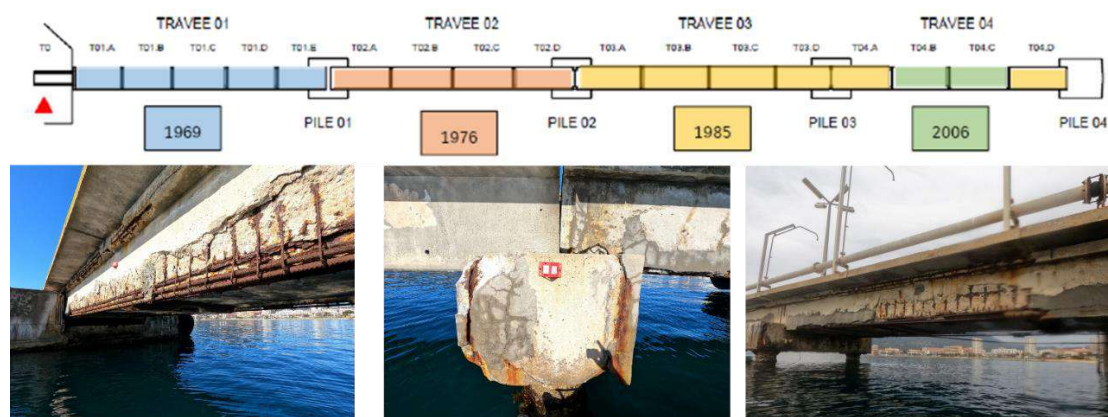 TRAVEE 01 TRAVEE 02 TRAVEE 03 TRAVEE 04
T0 T01.A T01.B T01.C T01.D T01.E T02.A T02.B T02.C T02.D T03.A T03.B T03.C T03.D T04.A T04.B T04.C T04.D
PILE 01 PILE 02 PILE 03 PILE 04
1969 1976 1985 2006